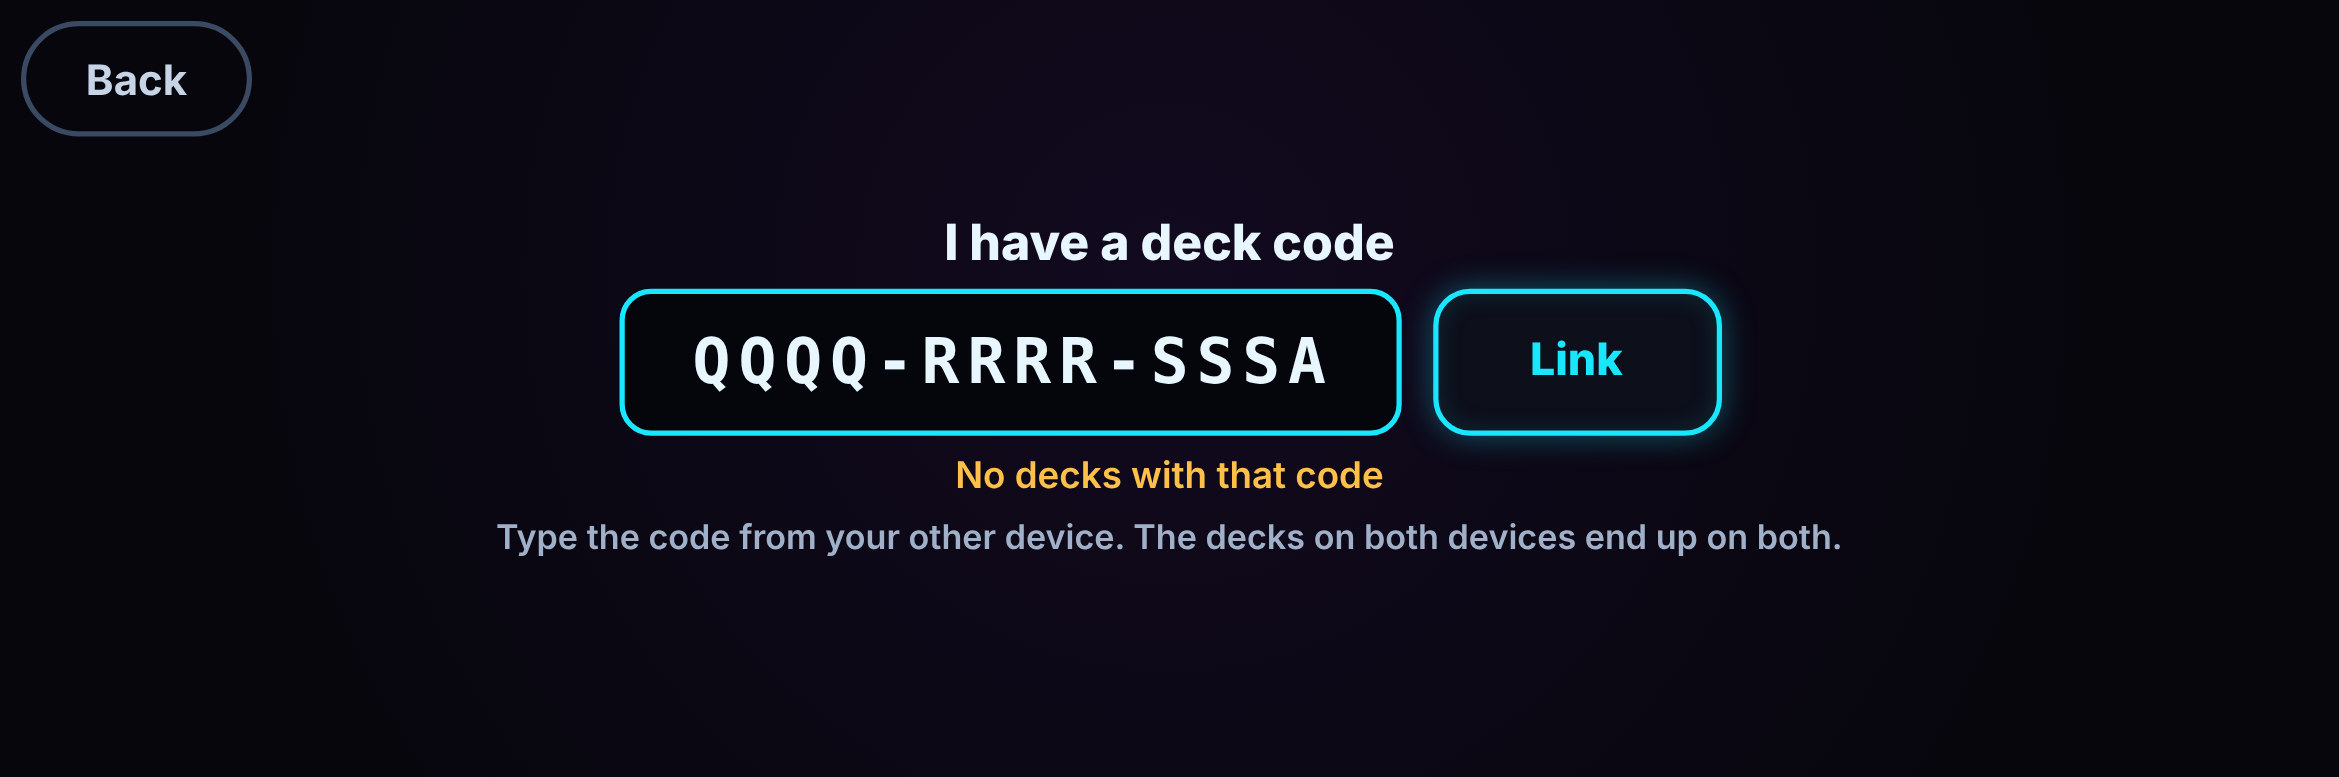 Back
I have a deck code
QQQQ-RRRR-SSSA
Link
No decks with that code
Type the code from your other device. The decks on both devices end up on both.